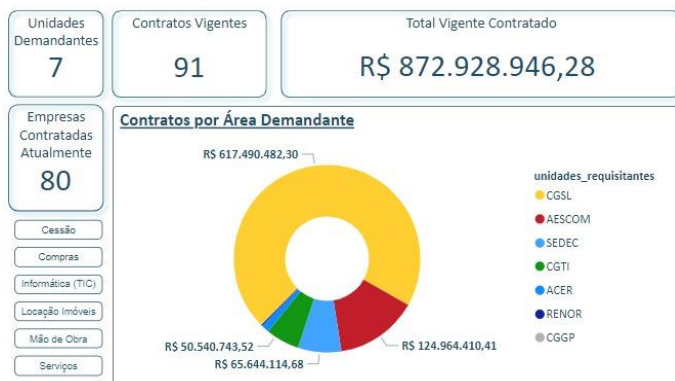 Unidades
Demandantes
7
Contratos Vigentes
91
Total Vigente Contratado
R$ 872.928.946,28
Empresas
Contratadas
Atualmente
80
Cessão
Compras
Informática (TIC)
Locação Imóveis
Mão de Obra
Serviços
Contratos por Área Demandante
R$ 617.490.482,30
R$ 50.540.743,52
R$ 65.644.114,68
R$ 124.964.410,41
unidades_requisitantes
CGSL
AESCOM
SEDEC
CGTI
ACER
RENOR
CGGP